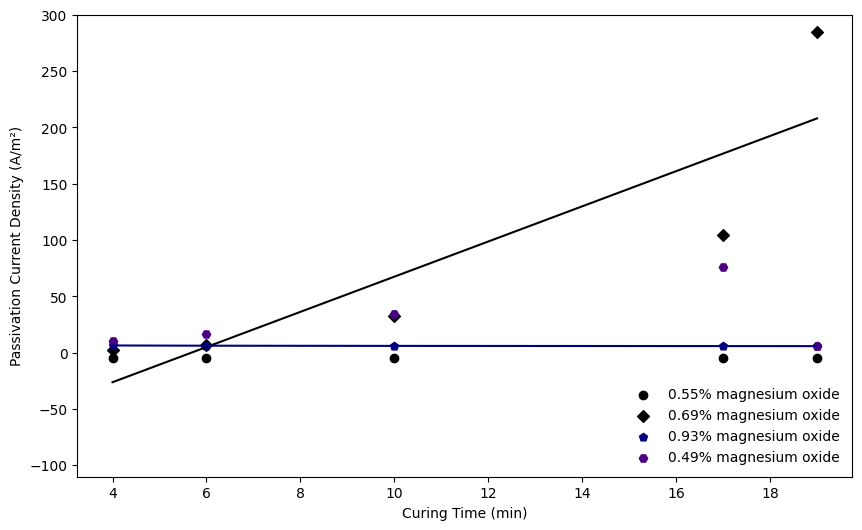 300
250
200
150
100
50
0
−50
−100
Passivation Current Density (A/m²)
0.55% magnesium oxide
0.69% magnesium oxide
0.93% magnesium oxide
0.49% magnesium oxide
4 6 8 10 12 14 16 18
Curing Time (min)